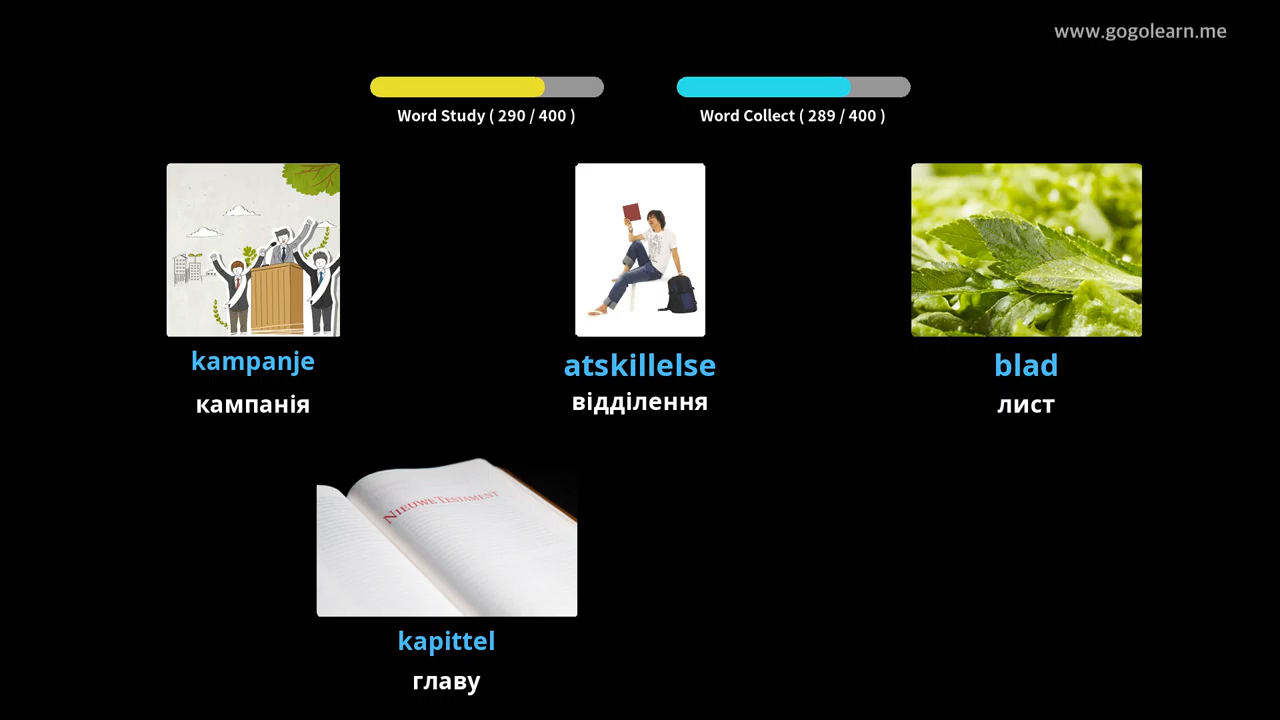 www.gogolearn.me
Word Study ( 290 / 400 )
Word Collect ( 289 / 400 )
kampanje
кампанія
atskillelse
відділення
blad
лист
NIEUWE TESTAMENT
kapittel
главу